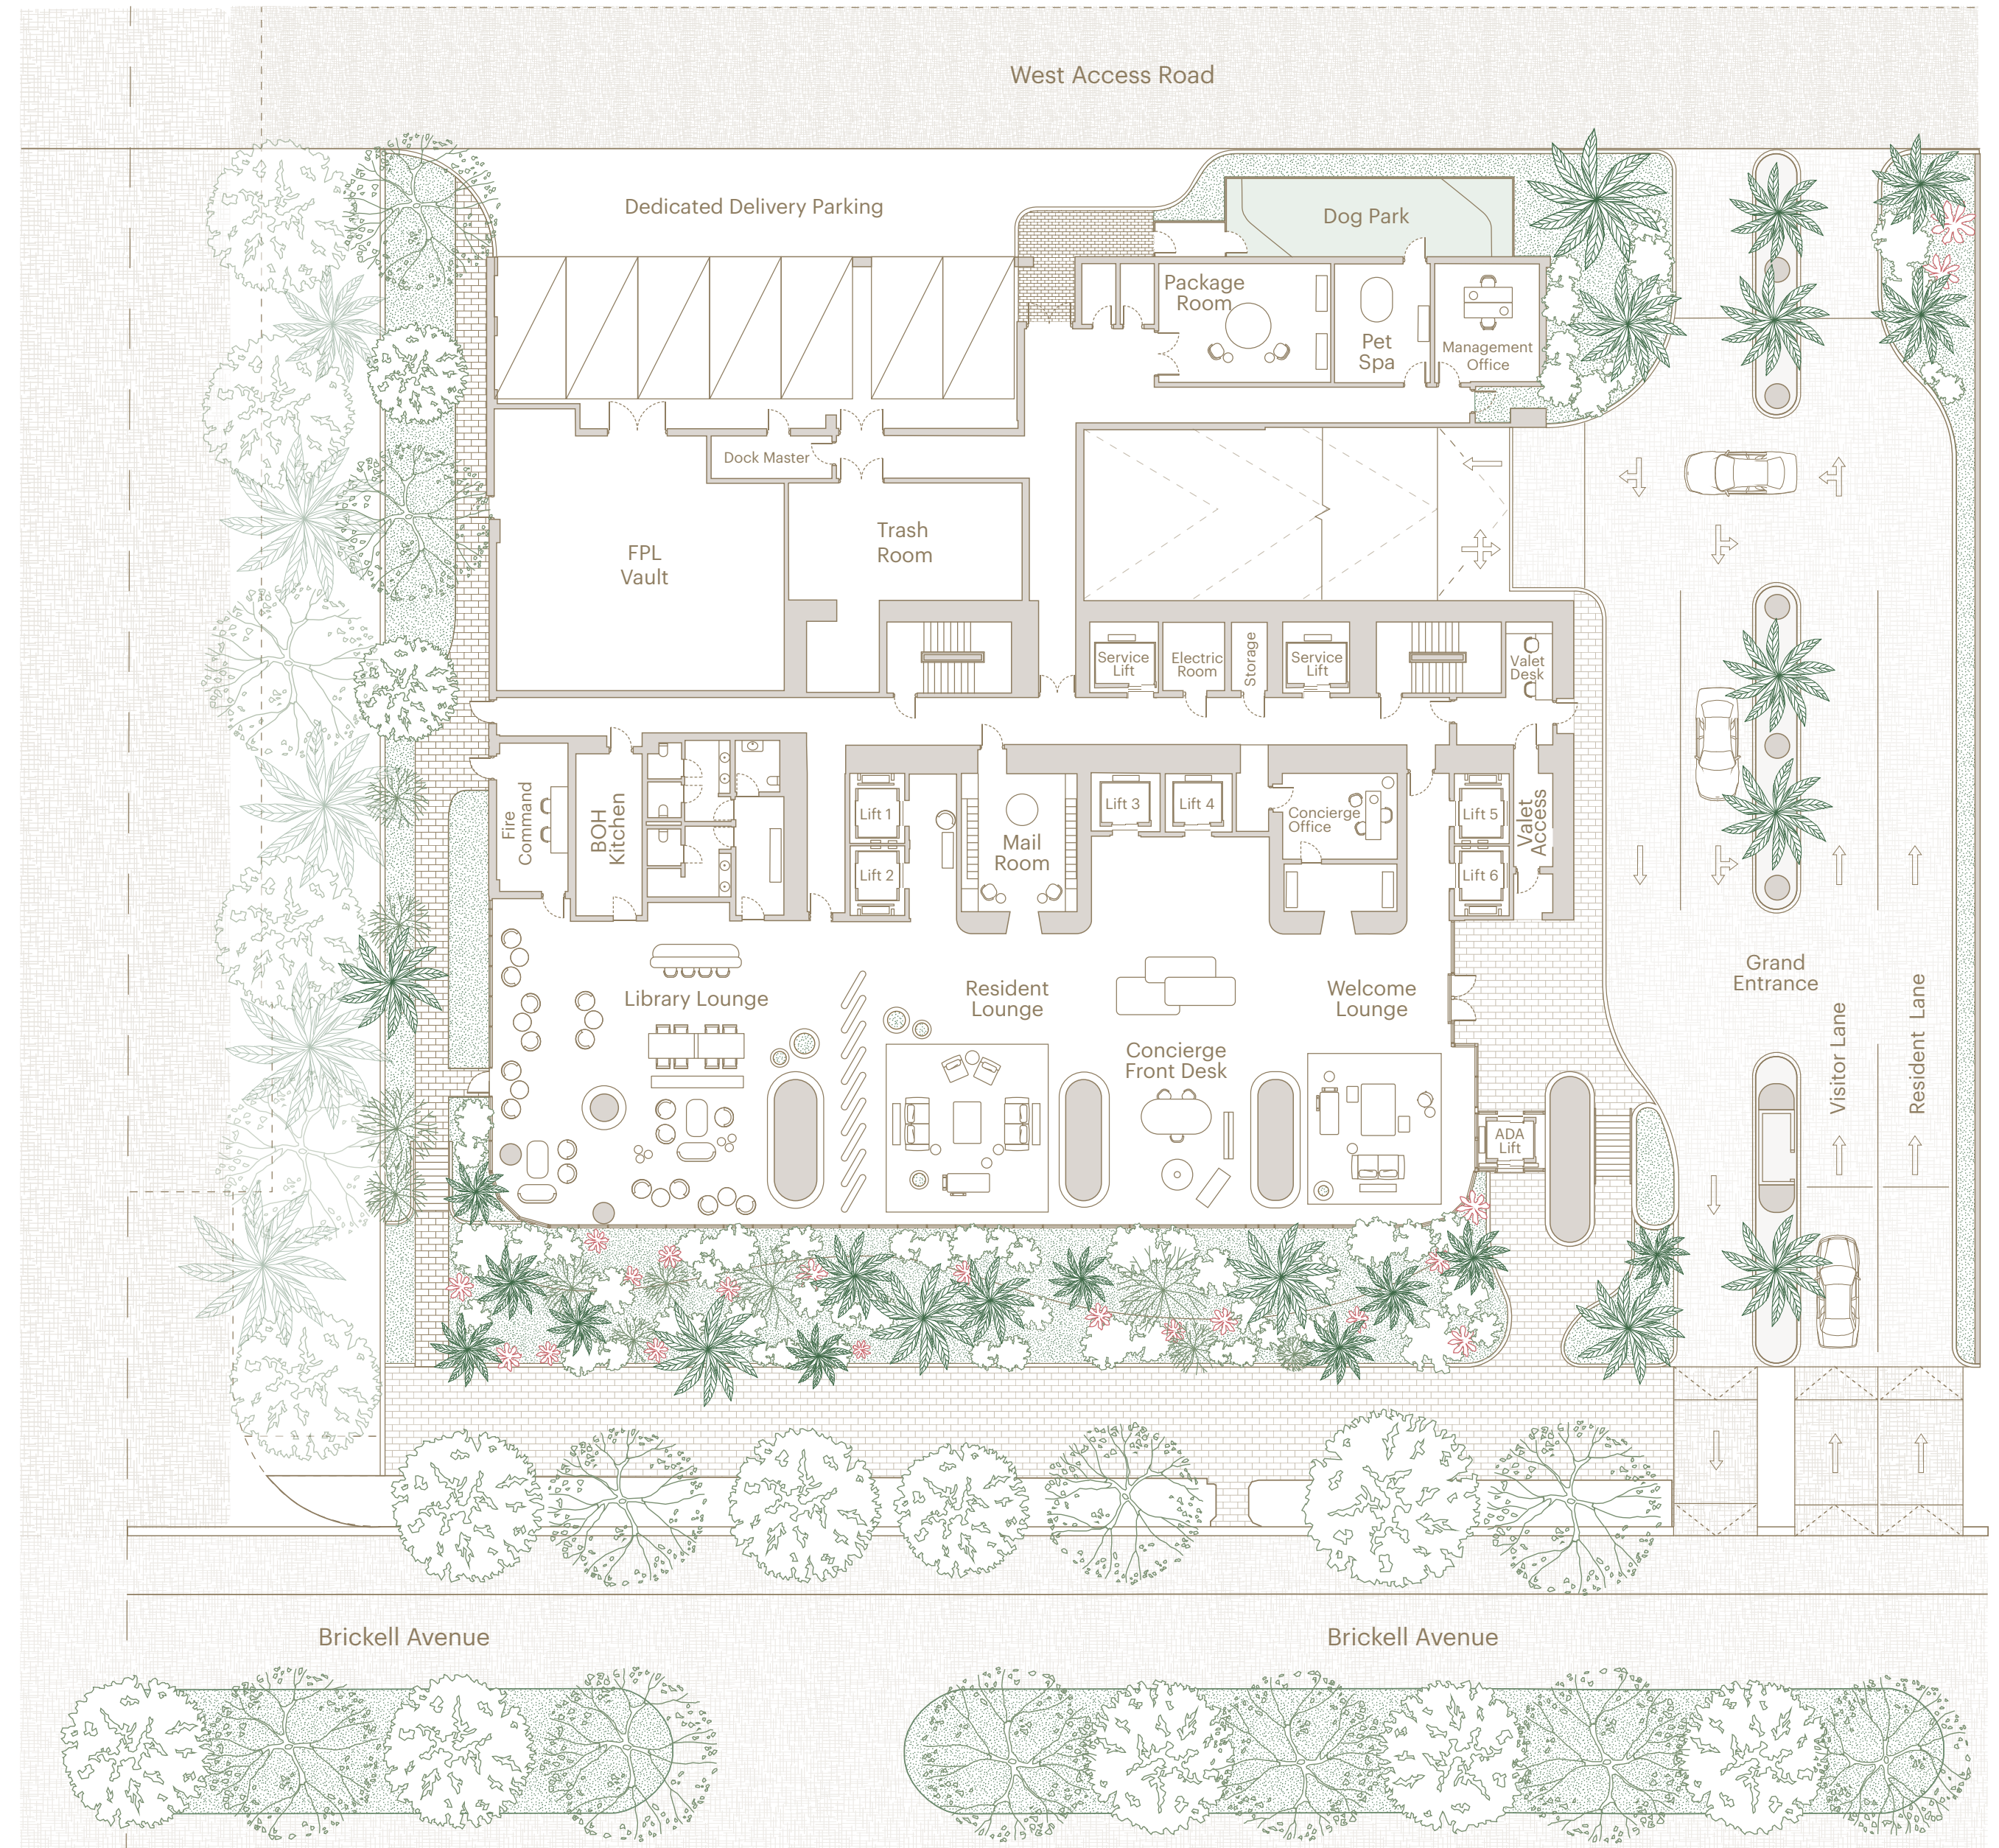 West Access Road
Dedicated Delivery Parking
Dog Park
Package
Room
Pet
Spa
Management
Office
Dock Master
FPL
Vault
Trash
Room
Service
Lift
Electric
Room
Storage
Service
Lift
Valet
Desk
Fire
Command
BOH
Kitchen
Lift 1
Lift 2
Mail
Room
Lift 3
Lift 4
Concierge
Office
Lift 5
Lift 6
Valet
Access
Library Lounge
Resident
Lounge
Welcome
Lounge
Concierge
Front Desk
Grand
Entrance
Visitor Lane
Resident Lane
ADA
Lift
Brickell Avenue
Brickell Avenue